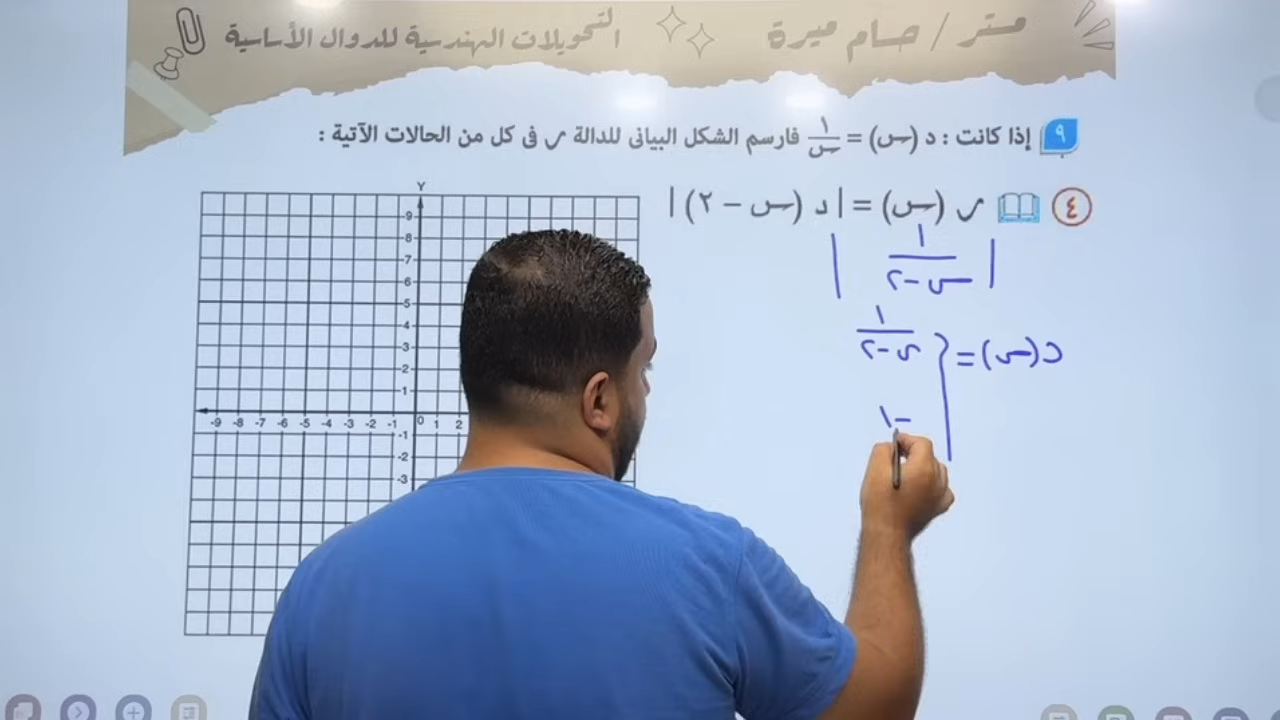 مستر / حسام ميرة
التحويلات الهندسية للدوال الأساسية
٩ إذا كانت : د (س) = ١/س فارسم الشكل البيانى للدالة ر فى كل من الحالات الآتية :
٤ ر (س) = | د (س – ٢) |
| ١/(س – ٢) |
د(س) = { ١/(س – ٢)
–١
Y
9
8
7
6
5
4
3
2
1
-9 -8 -7 -6 -5 -4 -3 -2 -1 0 1 2
-1
-2
-3